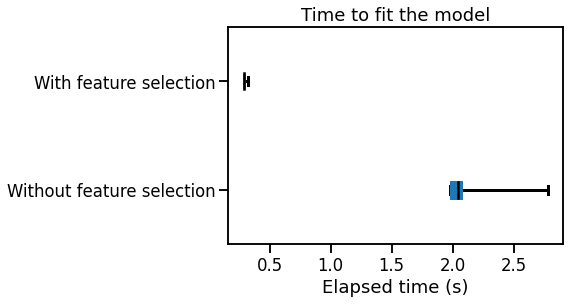 Time to fit the model
With feature selection
Without feature selection
0.5 1.0 1.5 2.0 2.5
Elapsed time (s)